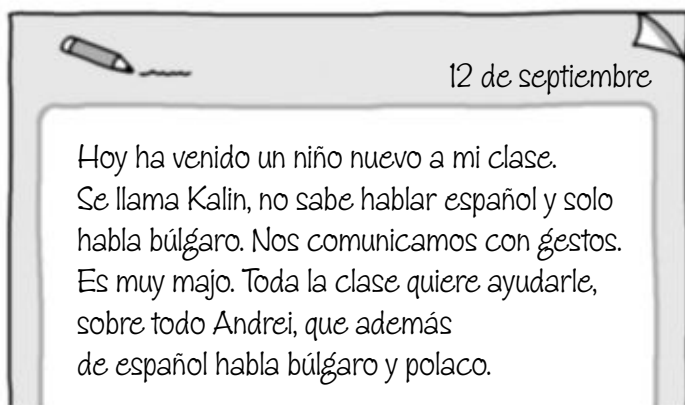 12 de septiembre
Hoy ha venido un niño nuevo a mi clase.
Se llama Kalin, no sabe hablar español y solo
habla búlgaro. Nos comunicamos con gestos.
Es muy majo. Toda la clase quiere ayudarle,
sobre todo Andrei, que además
de español habla búlgaro y polaco.